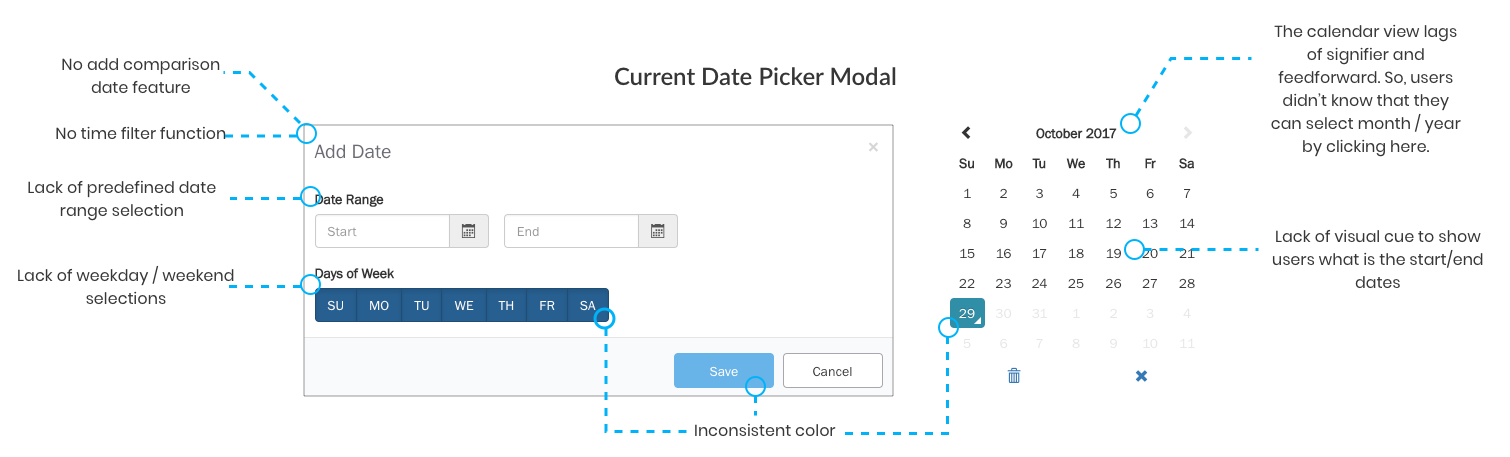 Current Date Picker Modal
No add comparison
date feature
No time filter function
Lack of predefined date
range selection
Lack of weekday / weekend
selections
Add Date
×
Date Range
Start
End
Days of Week
SU MO TU WE TH FR SA
Save
Cancel
Inconsistent color
October 2017
Su Mo Tu We Th Fr Sa
1 2 3 4 5 6 7
8 9 10 11 12 13 14
15 16 17 18 19 20 21
22 23 24 25 26 27 28
29 30 31 1 2 3 4
5 6 7 8 9 10 11
The calendar view lags
of signifier and
feedforward. So, users
didn't know that they
can select month / year
by clicking here.
Lack of visual cue to show
users what is the start/end
dates